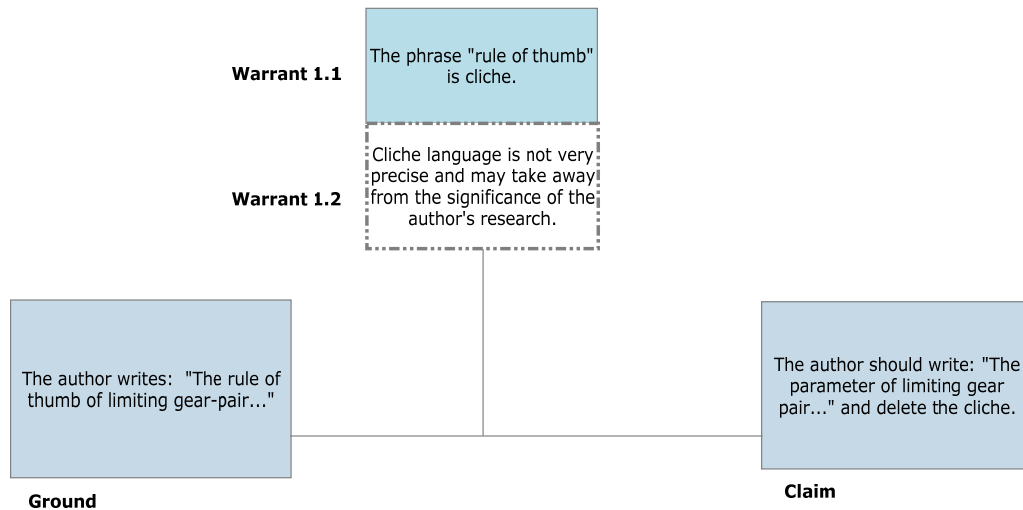 Warrant 1.1
The phrase "rule of thumb"
is cliche.
Warrant 1.2
Cliche language is not very
precise and may take away
from the significance of the
author's research.
The author writes:  "The rule of
thumb of limiting gear-pair..."
Ground
The author should write: "The
parameter of limiting gear
pair..." and delete the cliche.
Claim